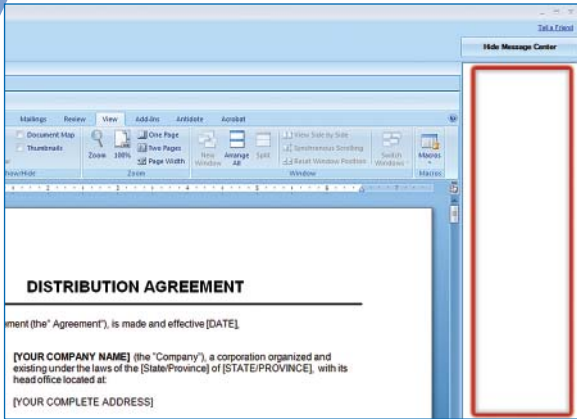 Tell a Friend
Hide Message Center
Mailings Review View Add-Ins Antidote Acrobat
Document Map
Thumbnails
Zoom 100%
One Page
Two Pages
Page Width
New Window
Arrange All
Split
View Side by Side
Synchronous Scrolling
Reset Window Position
Switch Windows
Macros
Show/Hide Zoom Window Macros
DISTRIBUTION AGREEMENT
ment (the" Agreement"), is made and effective [DATE],
[YOUR COMPANY NAME] (the "Company"), a corporation organized and
existing under the laws of the [State/Province] of [STATE/PROVINCE], with its
head office located at:
[YOUR COMPLETE ADDRESS]